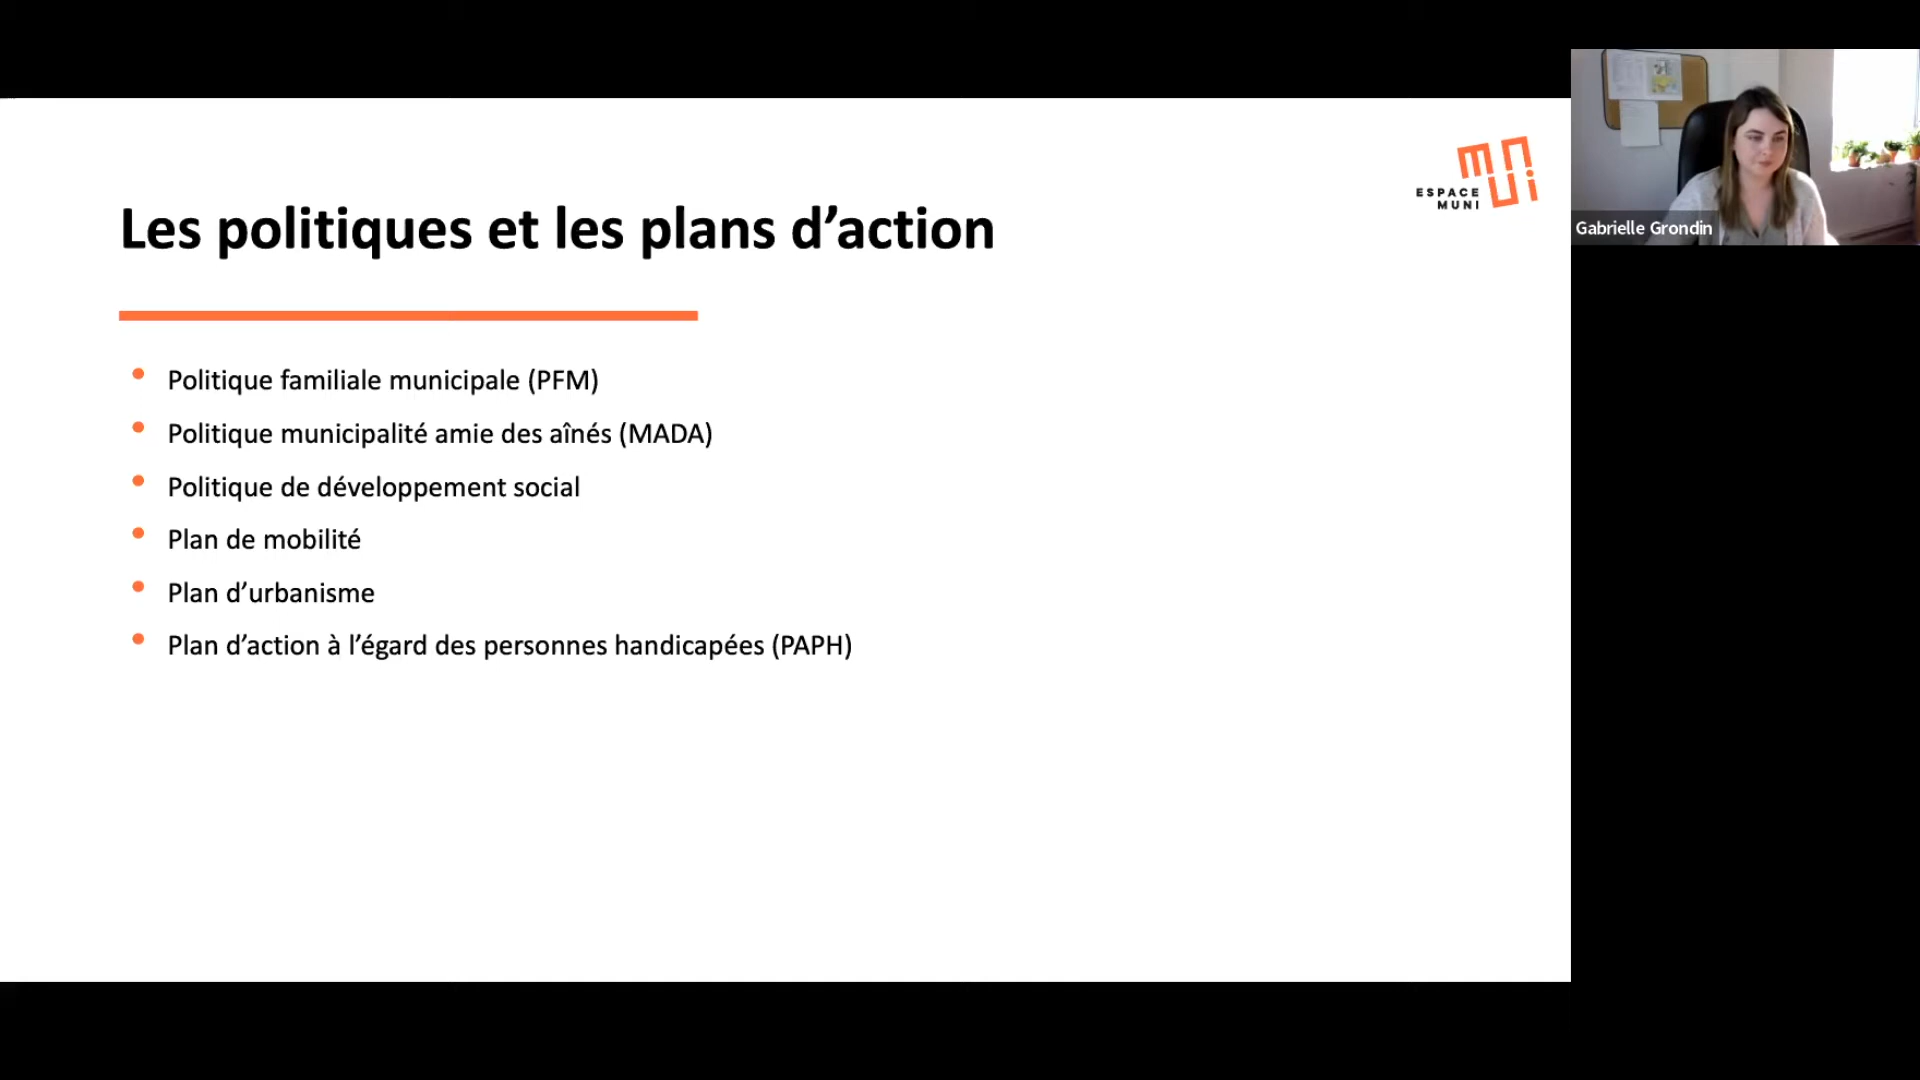 Les politiques et les plans d’action
ESPACE
MUNI
muni
Gabrielle Grondin
Politique familiale municipale (PFM)
Politique municipalité amie des aînés (MADA)
Politique de développement social
Plan de mobilité
Plan d’urbanisme
Plan d’action à l’égard des personnes handicapées (PAPH)